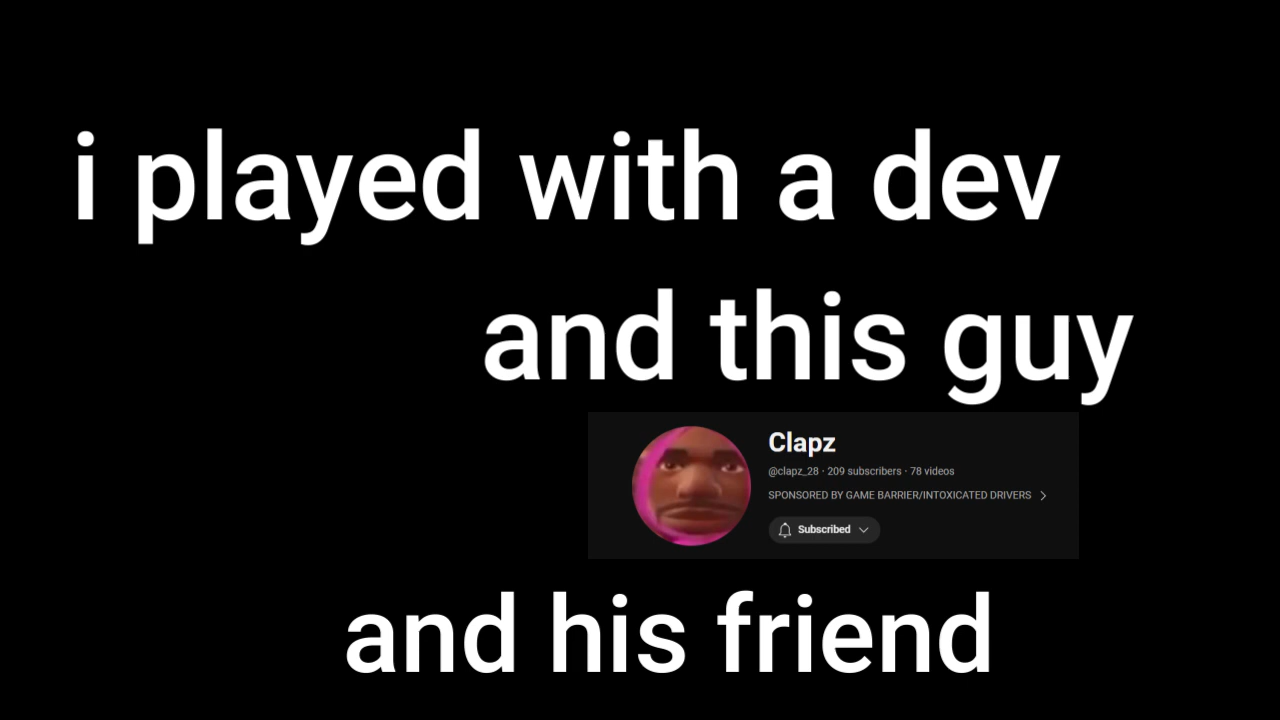 i played with a dev
and this guy
Clapz
@clapz_28 · 209 subscribers · 78 videos
SPONSORED BY GAME BARRIER/INTOXICATED DRIVERS
Subscribed
and his friend